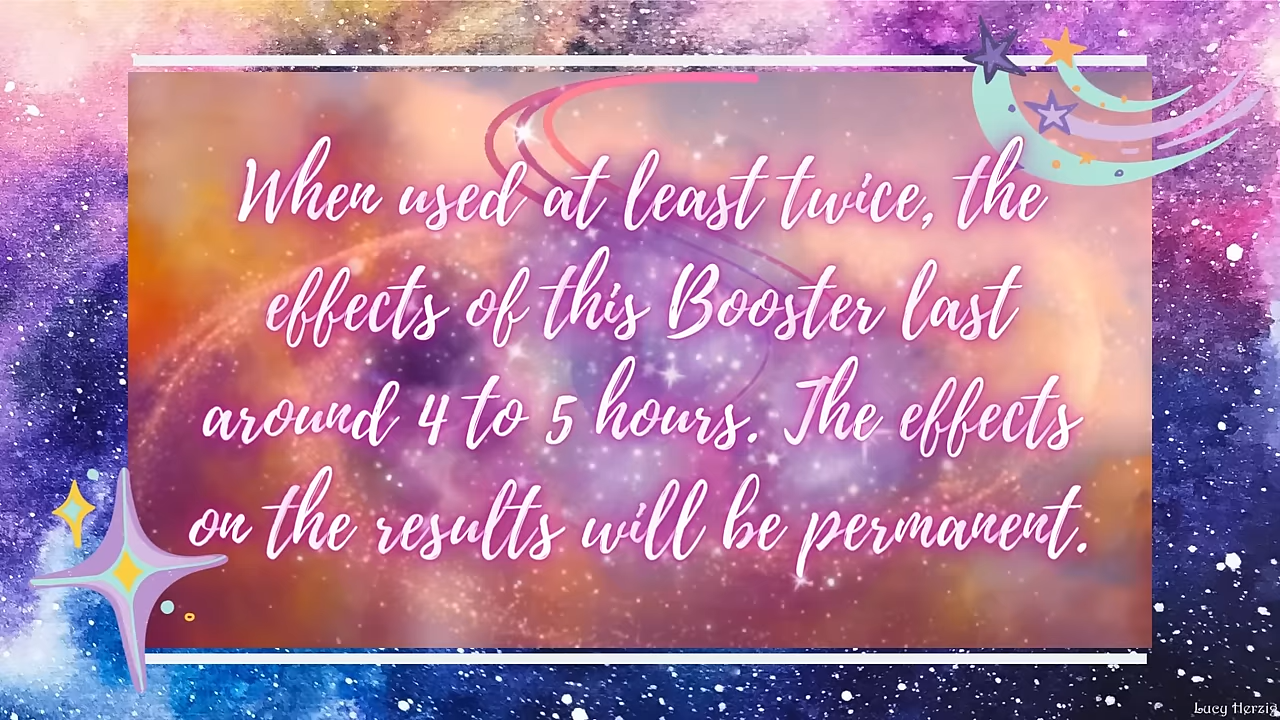 When used at least twice, the
effects of this Booster last
around 4 to 5 hours. The effects
on the results will be permanent.
Lucy Herzig